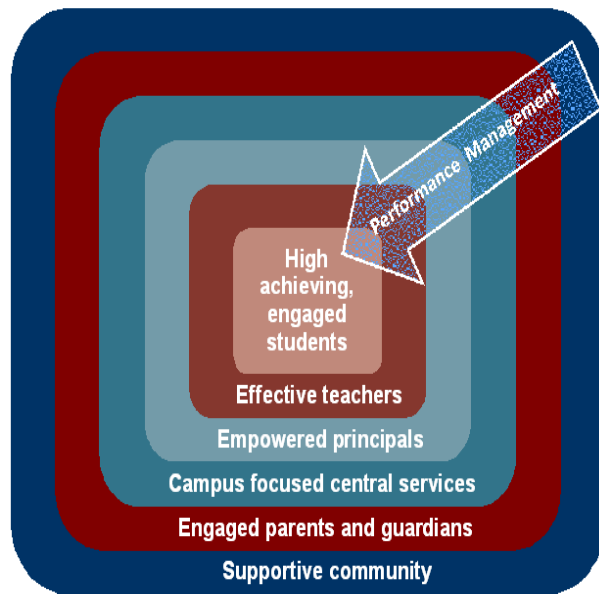 Performance Management
High
achieving,
engaged
students
Effective teachers
Empowered principals
Campus focused central services
Engaged parents and guardians
Supportive community